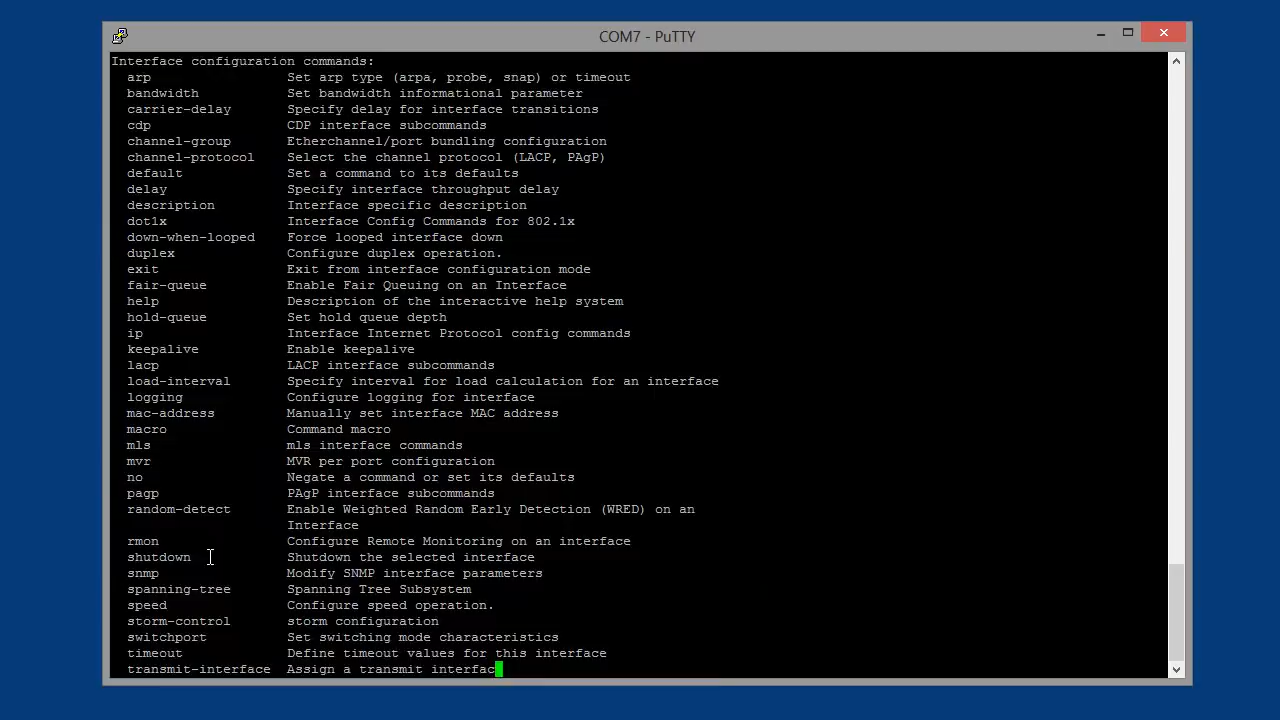 COM7 - PuTTY
Interface configuration commands:
arp Set arp type (arpa, probe, snap) or timeout
bandwidth Set bandwidth informational parameter
carrier-delay Specify delay for interface transitions
cdp CDP interface subcommands
channel-group Etherchannel/port bundling configuration
channel-protocol Select the channel protocol (LACP, PAgP)
default Set a command to its defaults
delay Specify interface throughput delay
description Interface specific description
dot1x Interface Config Commands for 802.1x
down-when-looped Force looped interface down
duplex Configure duplex operation.
exit Exit from interface configuration mode
fair-queue Enable Fair Queuing on an Interface
help Description of the interactive help system
hold-queue Set hold queue depth
ip Interface Internet Protocol config commands
keepalive Enable keepalive
lacp LACP interface subcommands
load-interval Specify interval for load calculation for an interface
logging Configure logging for interface
mac-address Manually set interface MAC address
macro Command macro
mls mls interface commands
mvr MVR per port configuration
no Negate a command or set its defaults
pagp PAgP interface subcommands
random-detect Enable Weighted Random Early Detection (WRED) on an
Interface
rmon Configure Remote Monitoring on an interface
shutdown Shutdown the selected interface
snmp Modify SNMP interface parameters
spanning-tree Spanning Tree Subsystem
speed Configure speed operation.
storm-control storm configuration
switchport Set switching mode characteristics
timeout Define timeout values for this interface
transmit-interface Assign a transmit interfac